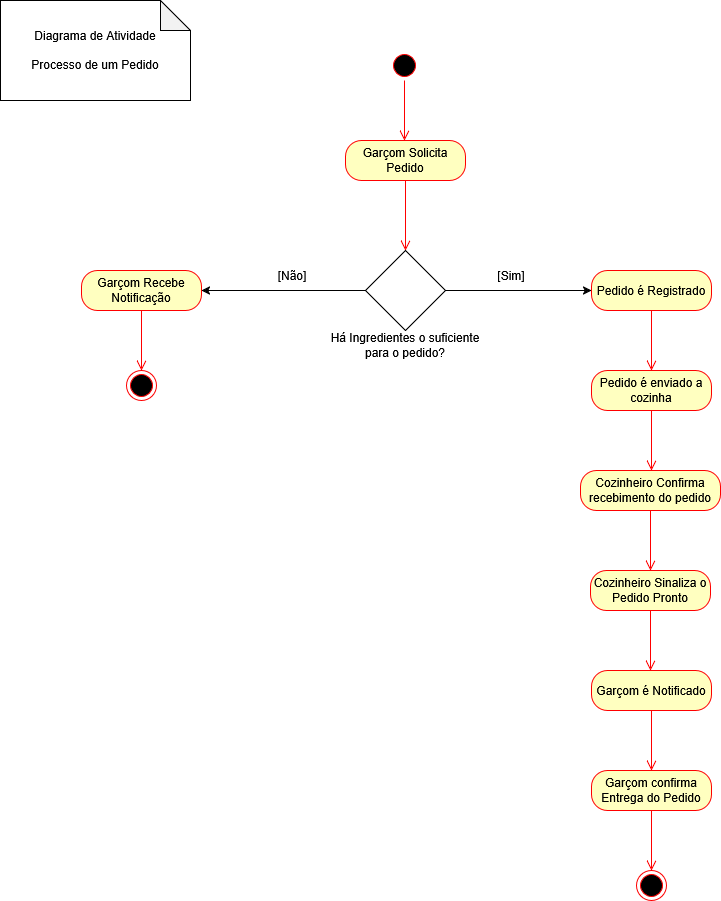 Diagrama de Atividade
Processo de um Pedido
Garçom Solicita
Pedido
[Não]
[Sim]
Garçom Recebe
Notificação
Pedido é Registrado
Há Ingredientes o suficiente
para o pedido?
Pedido é enviado a
cozinha
Cozinheiro Confirma
recebimento do pedido
Cozinheiro Sinaliza o
Pedido Pronto
Garçom é Notificado
Garçom confirma
Entrega do Pedido